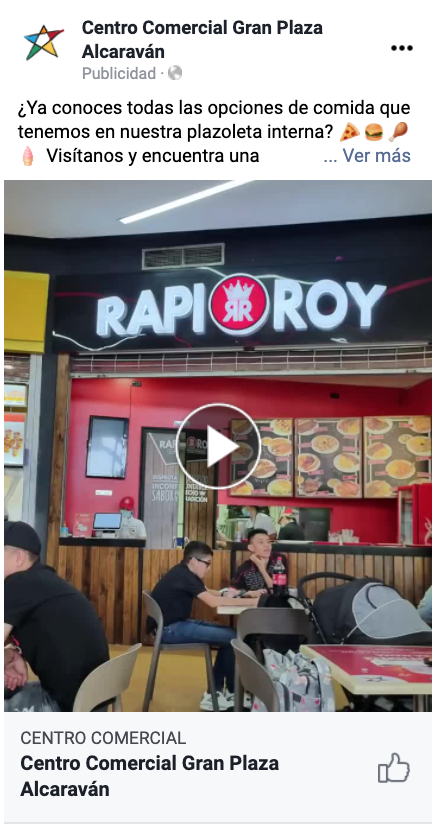 Centro Comercial Gran Plaza
Alcaraván
Publicidad ·
¿Ya conoces todas las opciones de comida que
tenemos en nuestra plazoleta interna? 🍕🍔🍗
🍦 Visítanos y encuentra una ... Ver más
RAPI RR ROY
RAPI RO
SABOR
CENTRO COMERCIAL
Centro Comercial Gran Plaza
Alcaraván